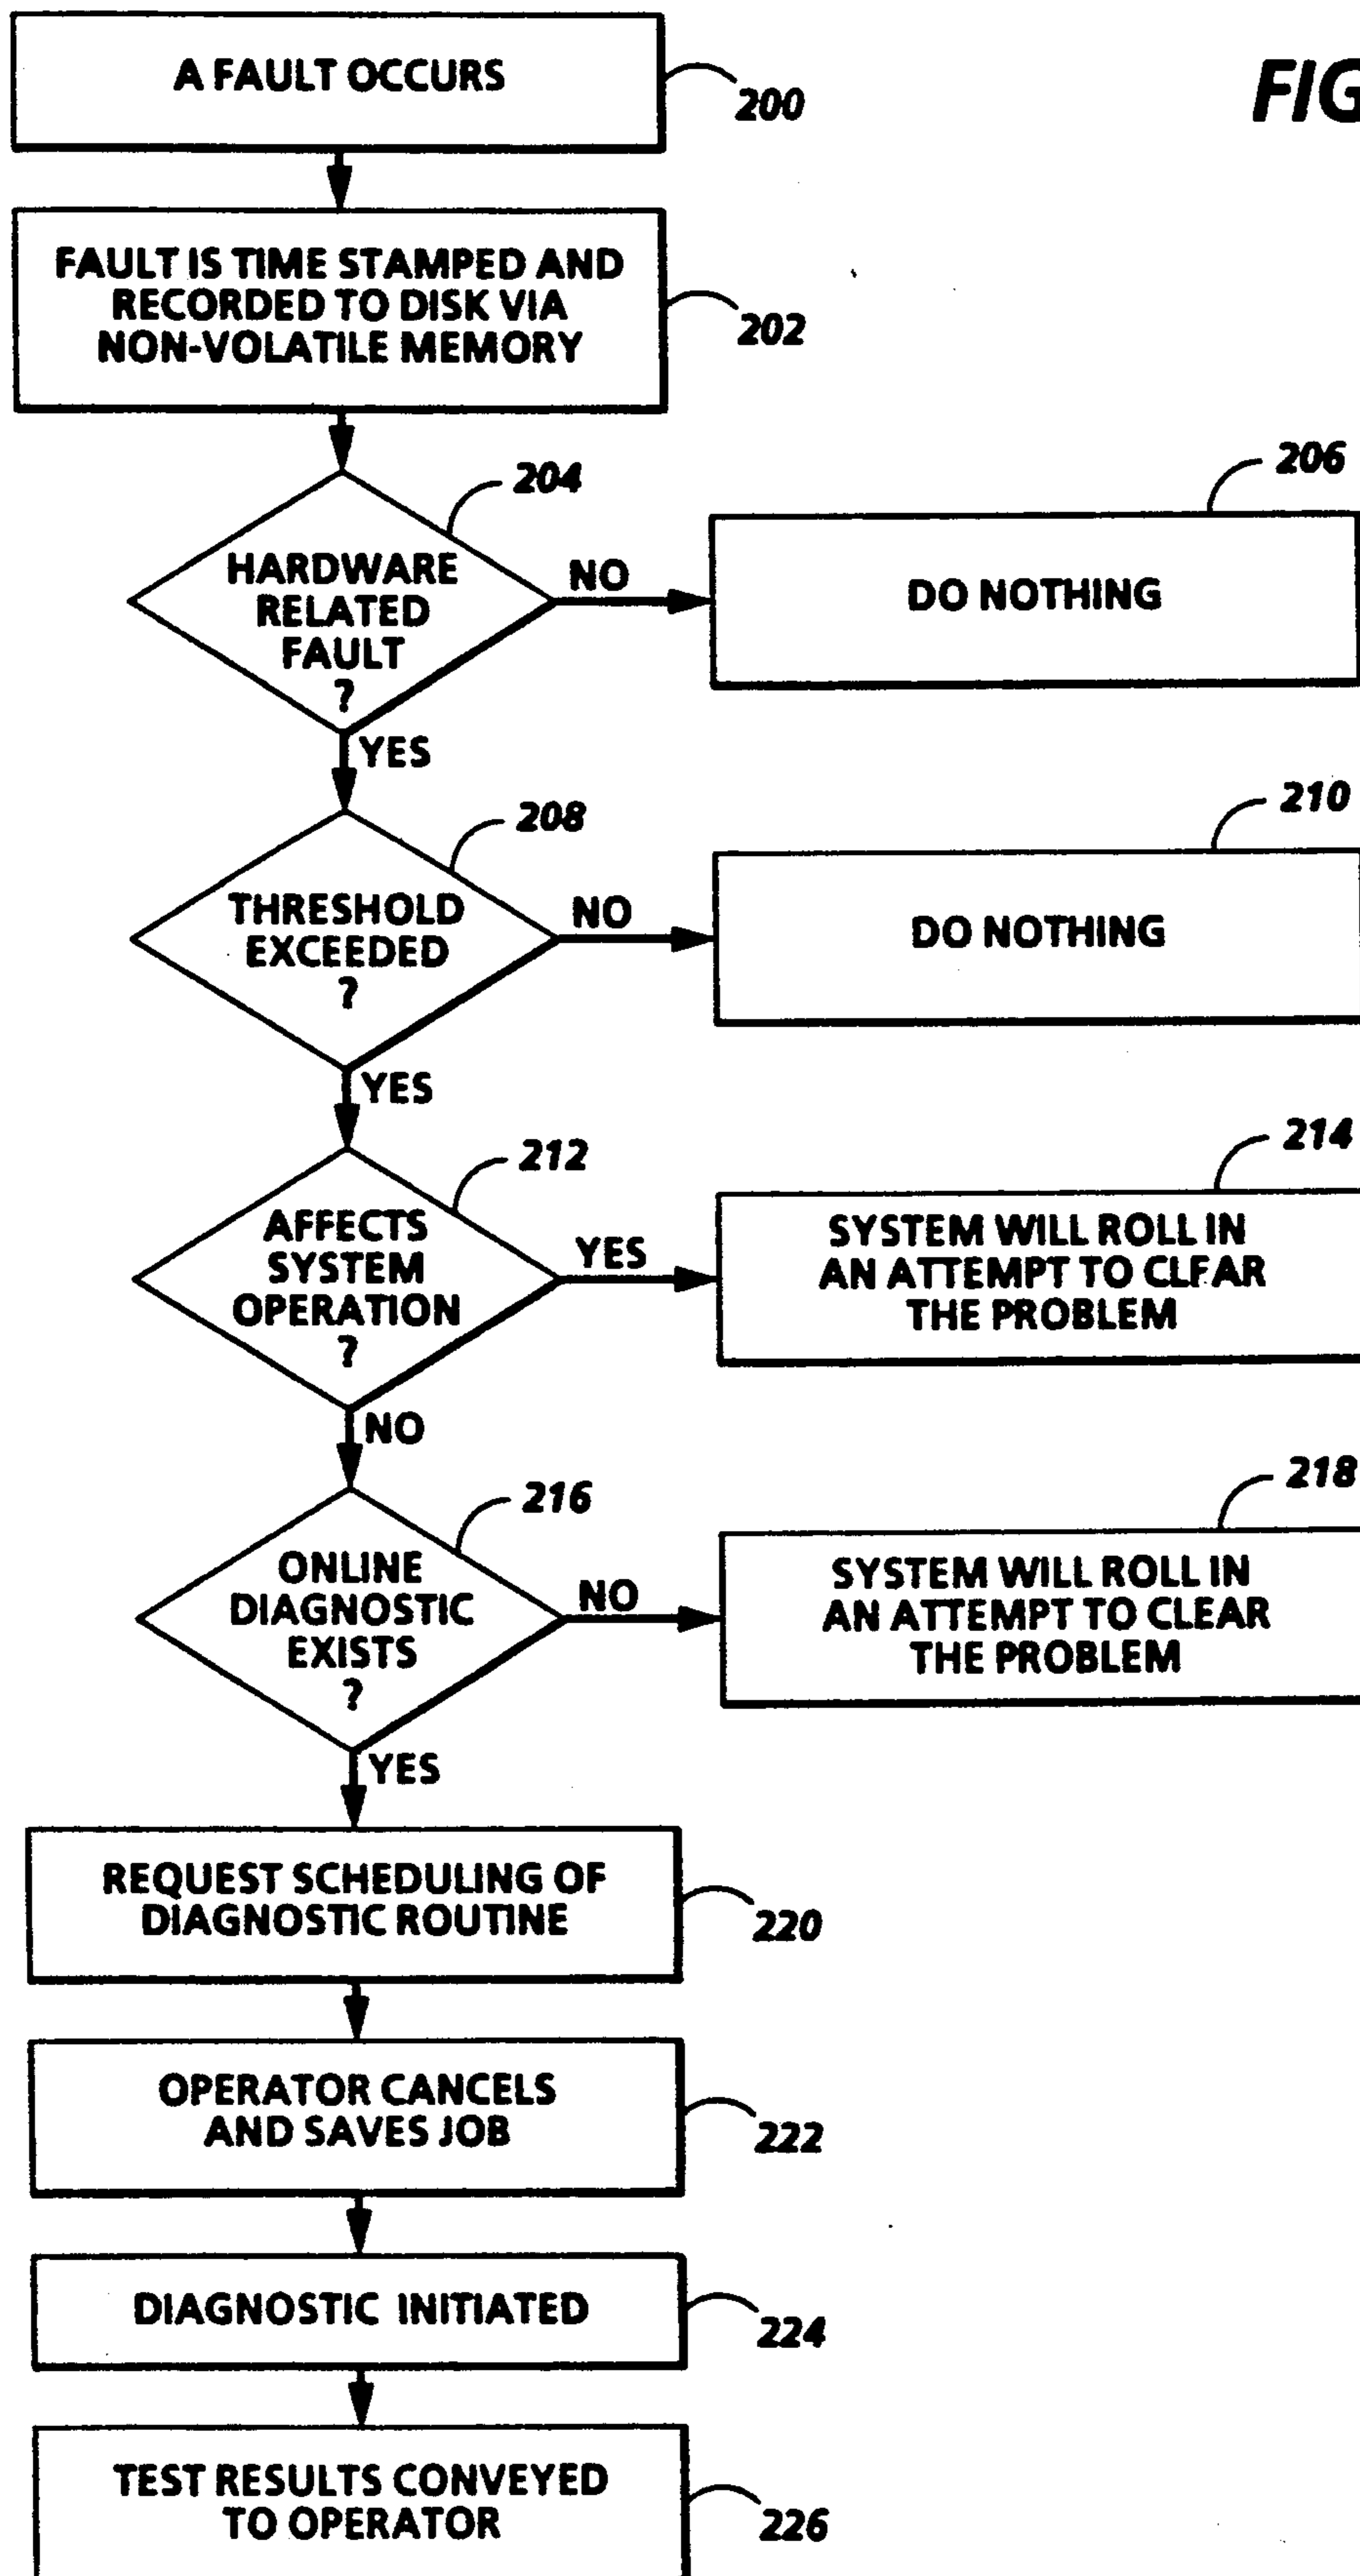 A FAULT OCCURS
200
FIG
FAULT IS TIME STAMPED AND
RECORDED TO DISK VIA
NON-VOLATILE MEMORY
202
204
HARDWARE
RELATED
FAULT
?
NO
206
DO NOTHING
YES
208
THRESHOLD
EXCEEDED
?
NO
210
DO NOTHING
YES
212
AFFECTS
SYSTEM
OPERATION
?
YES
214
SYSTEM WILL ROLL IN
AN ATTEMPT TO CLFAR
THE PROBLEM
NO
216
ONLINE
DIAGNOSTIC
EXISTS
?
NO
218
SYSTEM WILL ROLL IN
AN ATTEMPT TO CLEAR
THE PROBLEM
YES
REQUEST SCHEDULING OF
DIAGNOSTIC ROUTINE
220
OPERATOR CANCELS
AND SAVES JOB
222
DIAGNOSTIC INITIATED
224
TEST RESULTS CONVEYED
TO OPERATOR
226